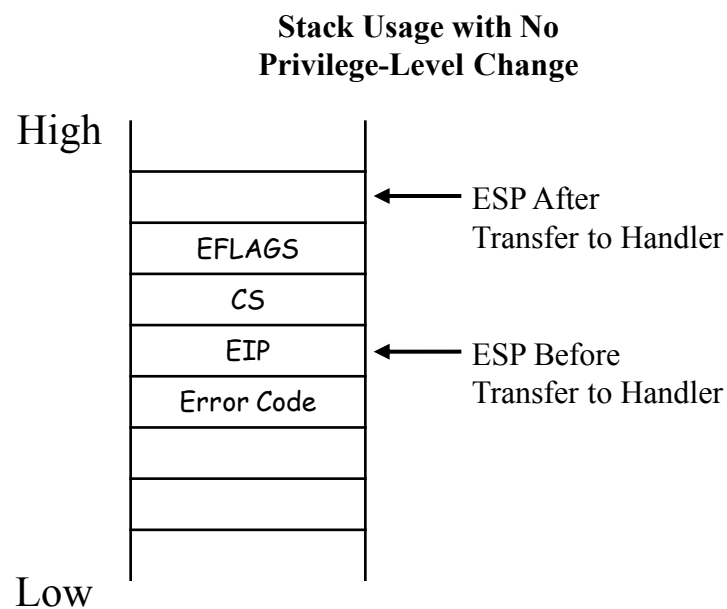 Stack Usage with No
Privilege-Level Change
High
ESP After
Transfer to Handler
EFLAGS
CS
EIP
ESP Before
Transfer to Handler
Error Code
Low